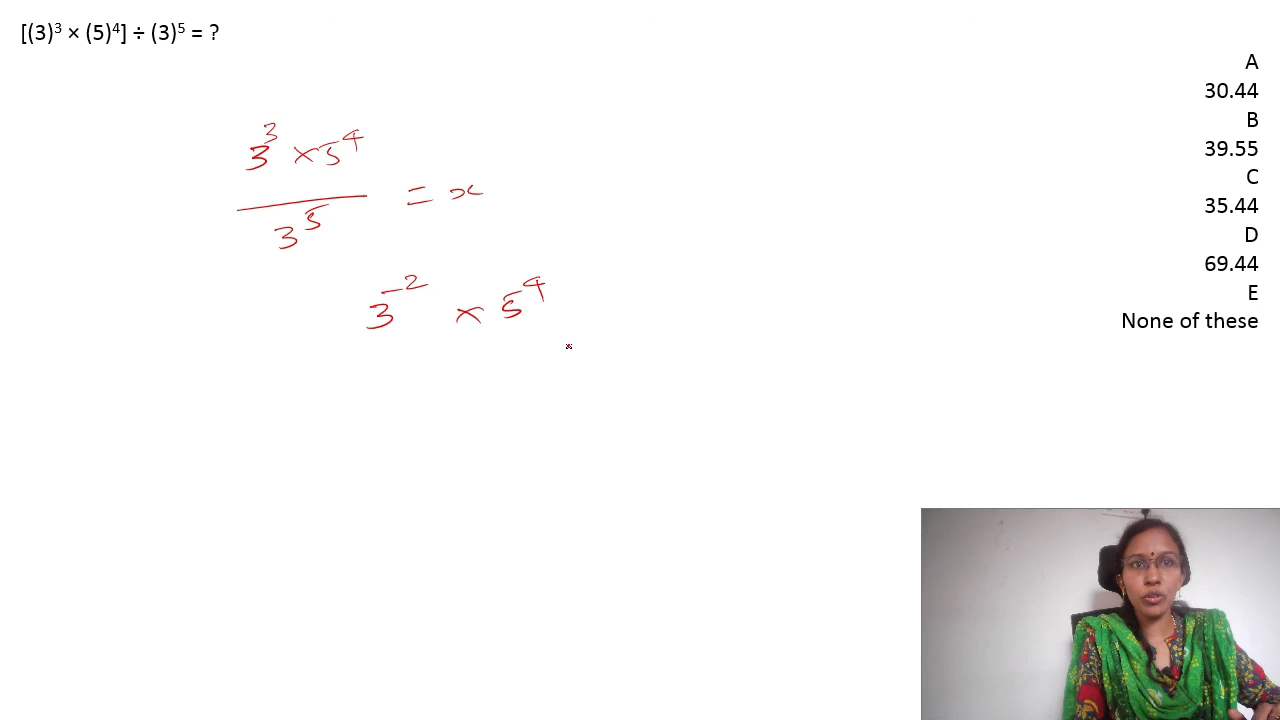 [(3)³ × (5)⁴] ÷ (3)⁵ = ?
A
30.44
B
39.55
C
35.44
D
69.44
E
None of these
3³ × 5⁴
= x
3⁵
3⁻² × 5⁴